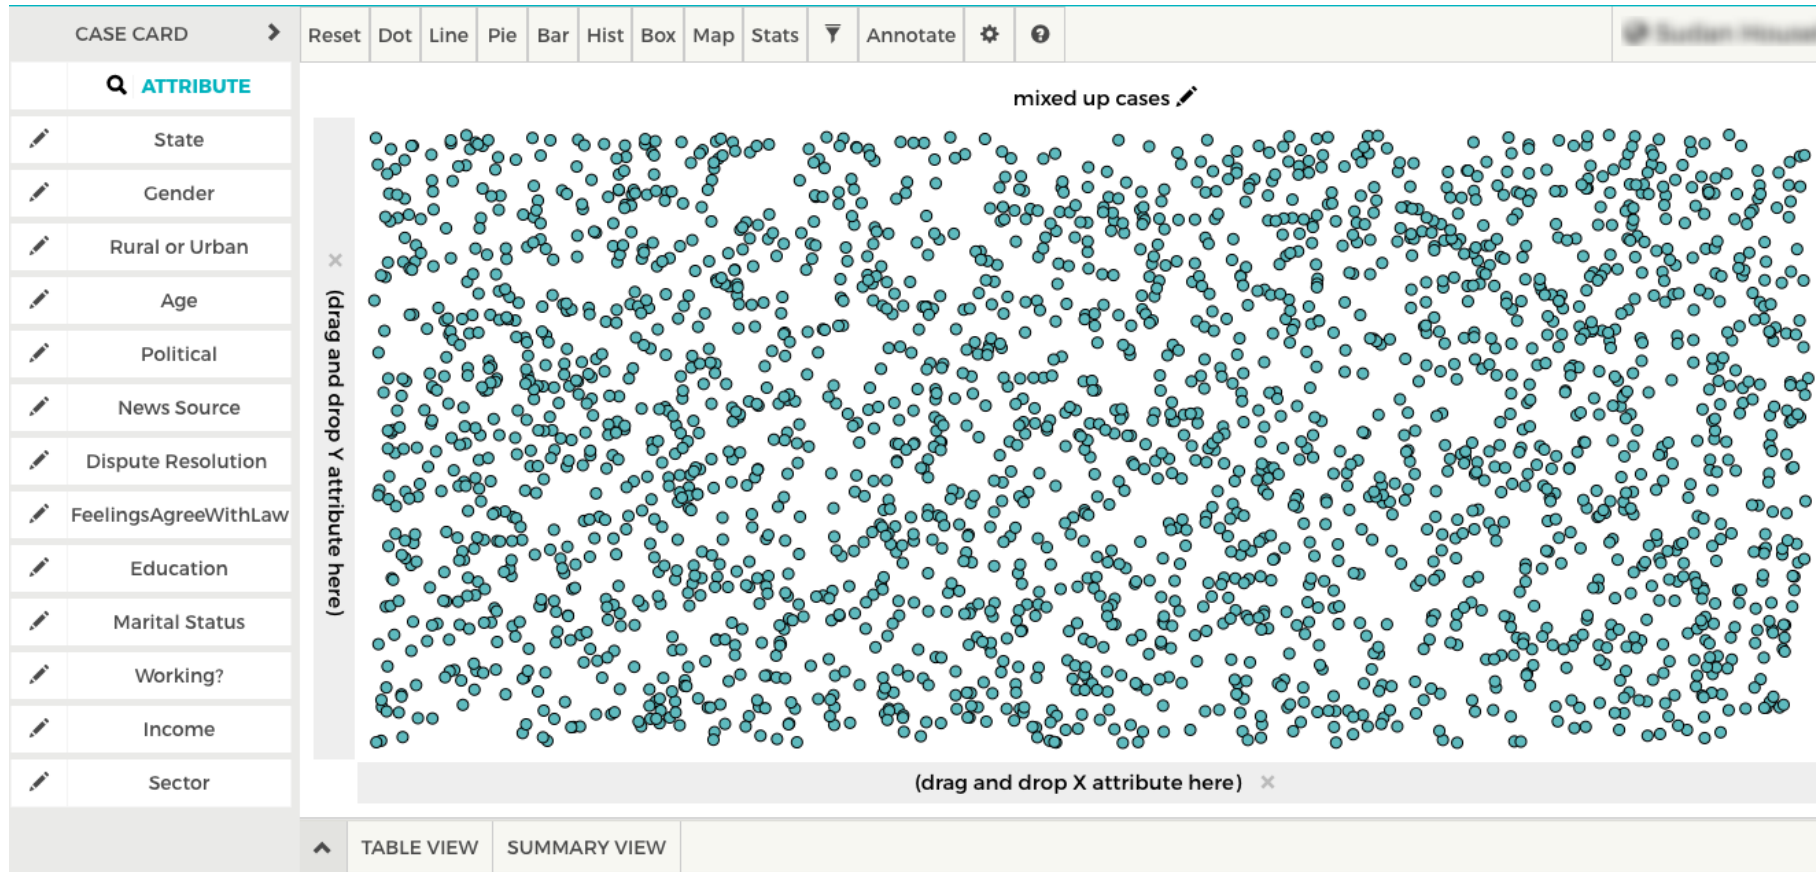 CASE CARD
Reset Dot Line Pie Bar Hist Box Map Stats Annotate
ATTRIBUTE
mixed up cases
State
Gender
Rural or Urban
Age
Political
News Source
Dispute Resolution
FeelingsAgreeWithLaw
Education
Marital Status
Working?
Income
Sector
(drag and drop Y attribute here)
(drag and drop X attribute here)
TABLE VIEW SUMMARY VIEW